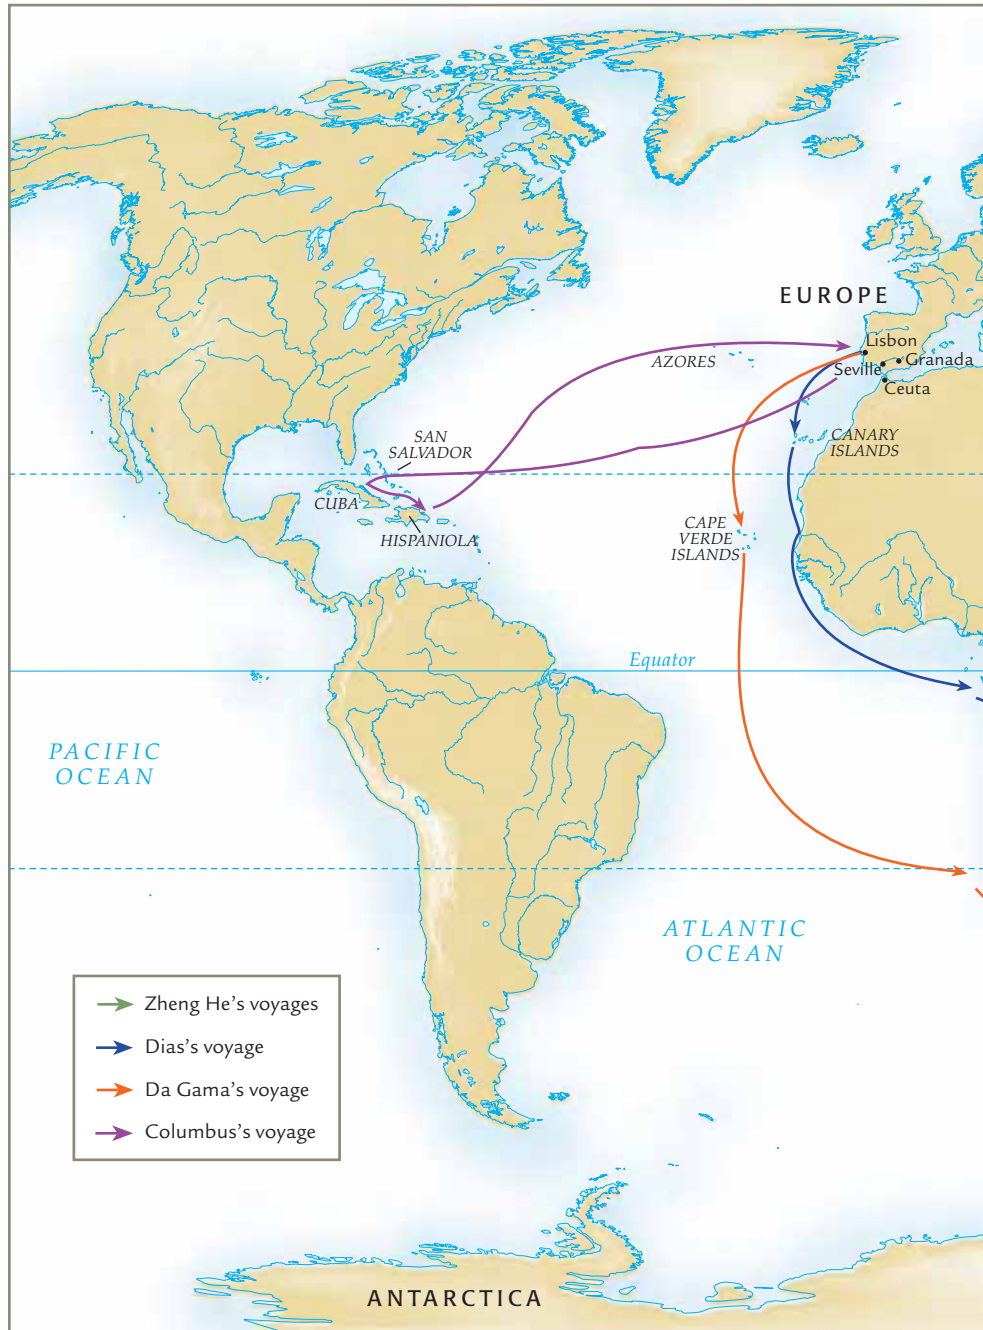 EUROPE
Lisbon
Granada
Seville
Ceuta
AZORES
CANARY
ISLANDS
SAN
SALVADOR
CUBA
HISPANIOLA
CAPE
VERDE
ISLANDS
Equator
PACIFIC
OCEAN
ATLANTIC
OCEAN
Zheng He’s voyages
Dias’s voyage
Da Gama’s voyage
Columbus’s voyage
ANTARCTICA